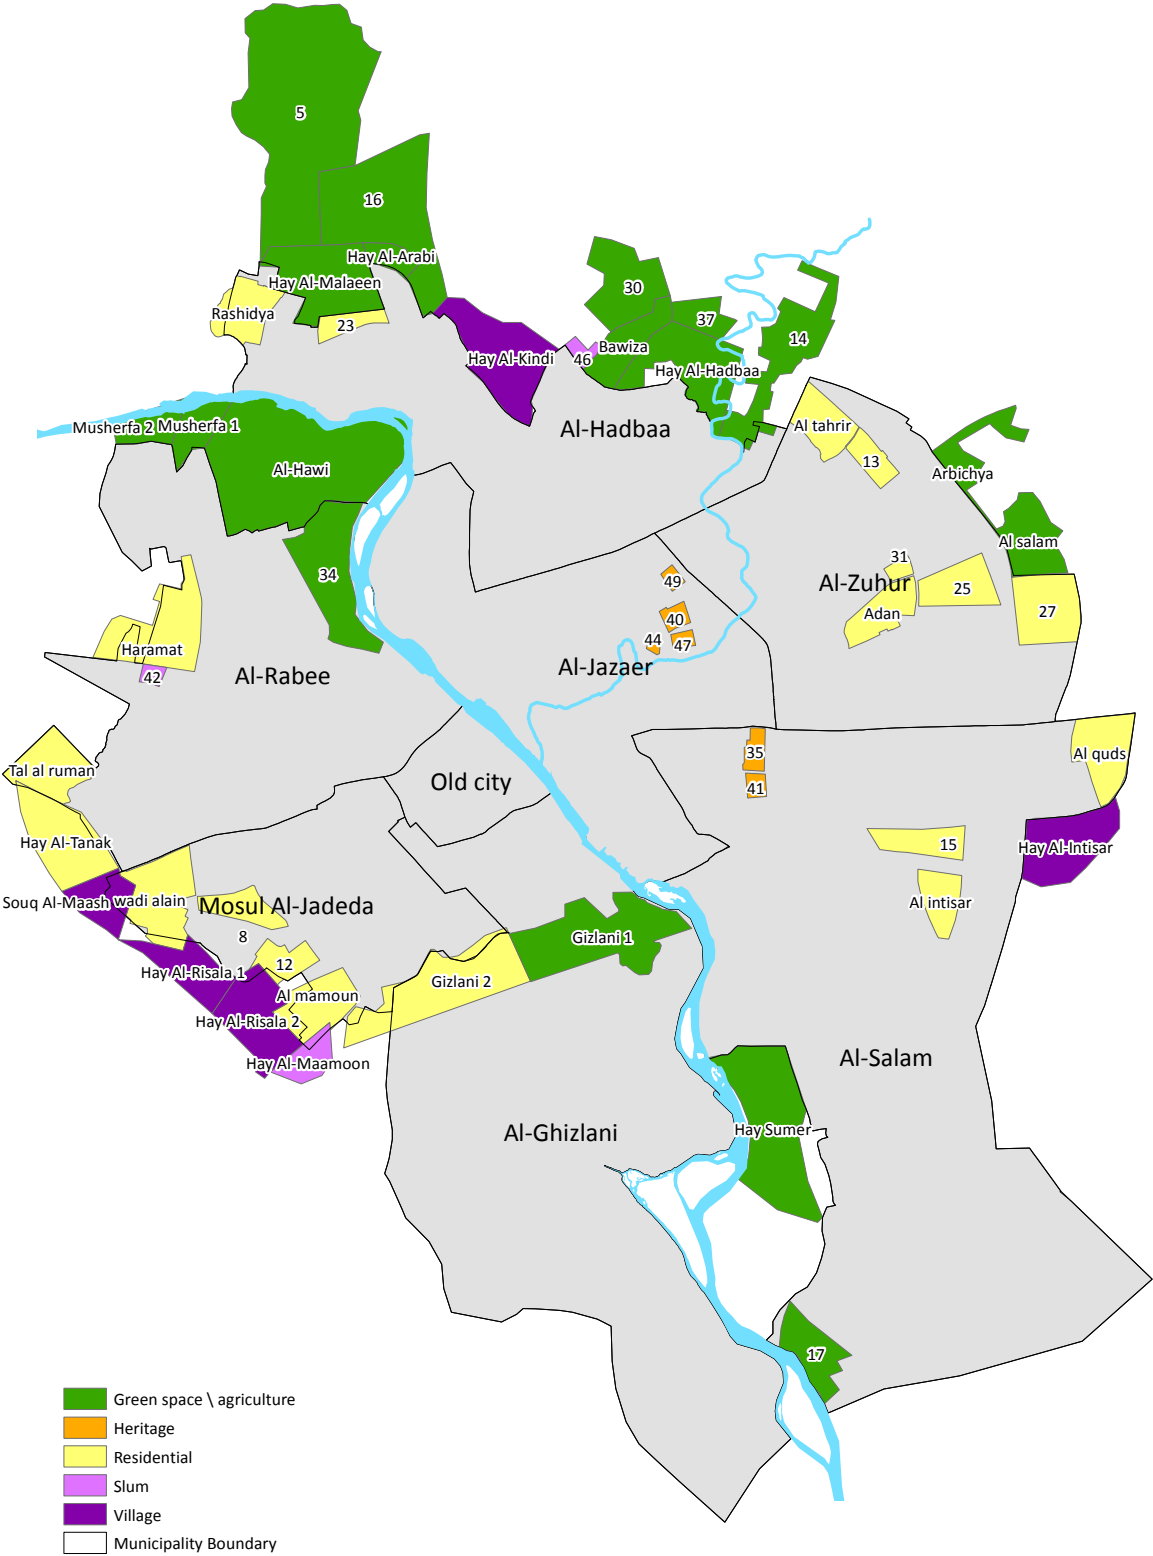 5
16
Hay Al-Arabi
Hay Al-Malaeen
30
Rashidya
23
37
14
Bawiza
46
Hay Al-Kindi
Hay Al-Hadbaa
Musherfa 2
Musherfa 1
Al-Hadbaa
Al tahrir
13
Al-Hawi
Arbichya
Al salam
31
34
49
Al-Zuhur
25
Adan
27
40
44
47
Haramat
42
Al-Rabee
Al-Jazaer
35
Al quds
Tal al ruman
Old city
41
Hay Al-Tanak
15
Hay Al-Intisar
Souq Al-Maash
wadi alain
Mosul Al-Jadeda
Al intisar
8
Gizlani 1
12
Hay Al-Risala 1
Gizlani 2
Al mamoun
Hay Al-Risala 2
Hay Al-Maamoon
Al-Salam
Al-Ghizlani
Hay Sumer
17
Green space \ agriculture
Heritage
Residential
Slum
Village
Municipality Boundary